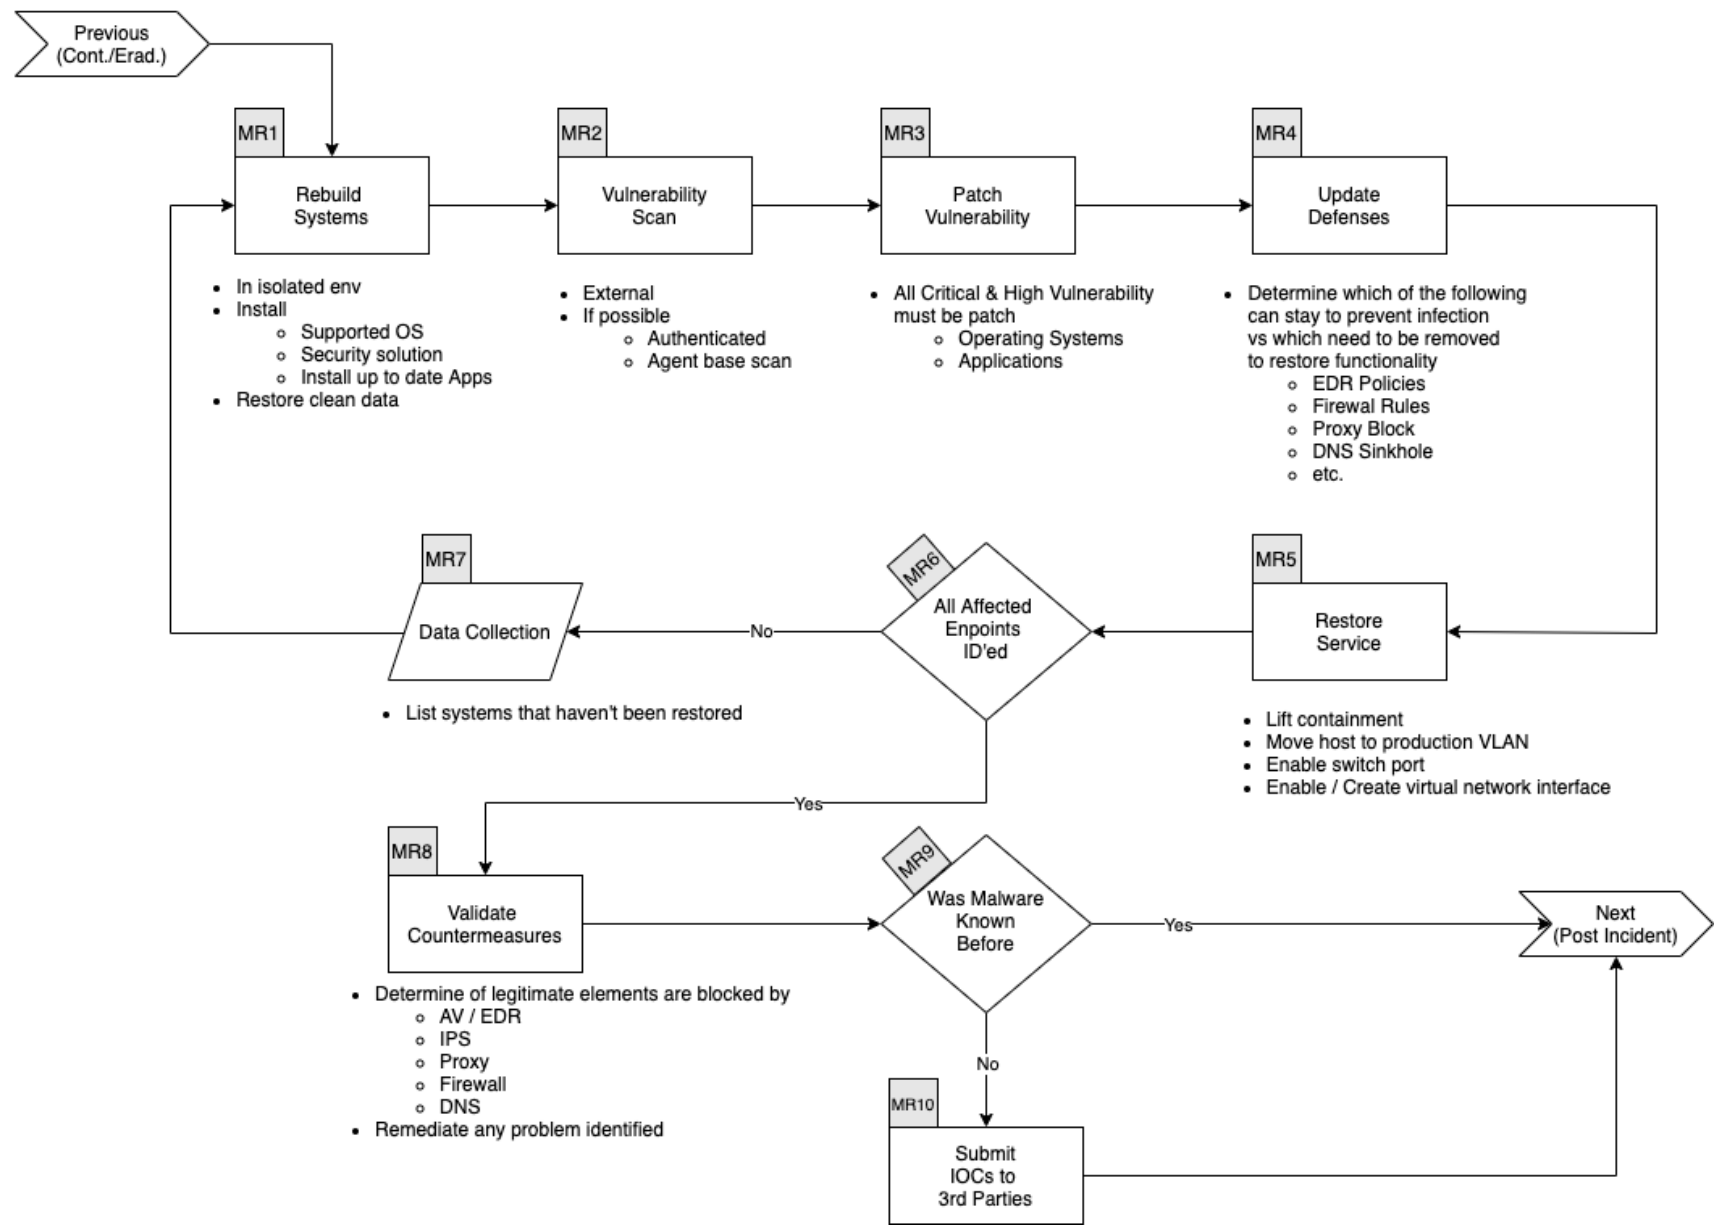 Previous
(Cont./Erad.)
MR1
Rebuild
Systems
• In isolated env
• Install
○ Supported OS
○ Security solution
○ Install up to date Apps
• Restore clean data
MR2
Vulnerability
Scan
• External
• If possible
○ Authenticated
○ Agent base scan
MR3
Patch
Vulnerability
• All Critical & High Vulnerability
must be patch
○ Operating Systems
○ Applications
MR4
Update
Defenses
• Determine which of the following
can stay to prevent infection
vs which need to be removed
to restore functionality
○ EDR Policies
○ Firewal Rules
○ Proxy Block
○ DNS Sinkhole
○ etc.
MR5
Restore
Service
• Lift containment
• Move host to production VLAN
• Enable switch port
• Enable / Create virtual network interface
MR6
All Affected
Enpoints
ID'ed
No
MR7
Data Collection
• List systems that haven't been restored
Yes
MR8
Validate
Countermeasures
• Determine of legitimate elements are blocked by
○ AV / EDR
○ IPS
○ Proxy
○ Firewall
○ DNS
• Remediate any problem identified
MR9
Was Malware
Known
Before
Yes
Next
(Post Incident)
No
MR10
Submit
IOCs to
3rd Parties